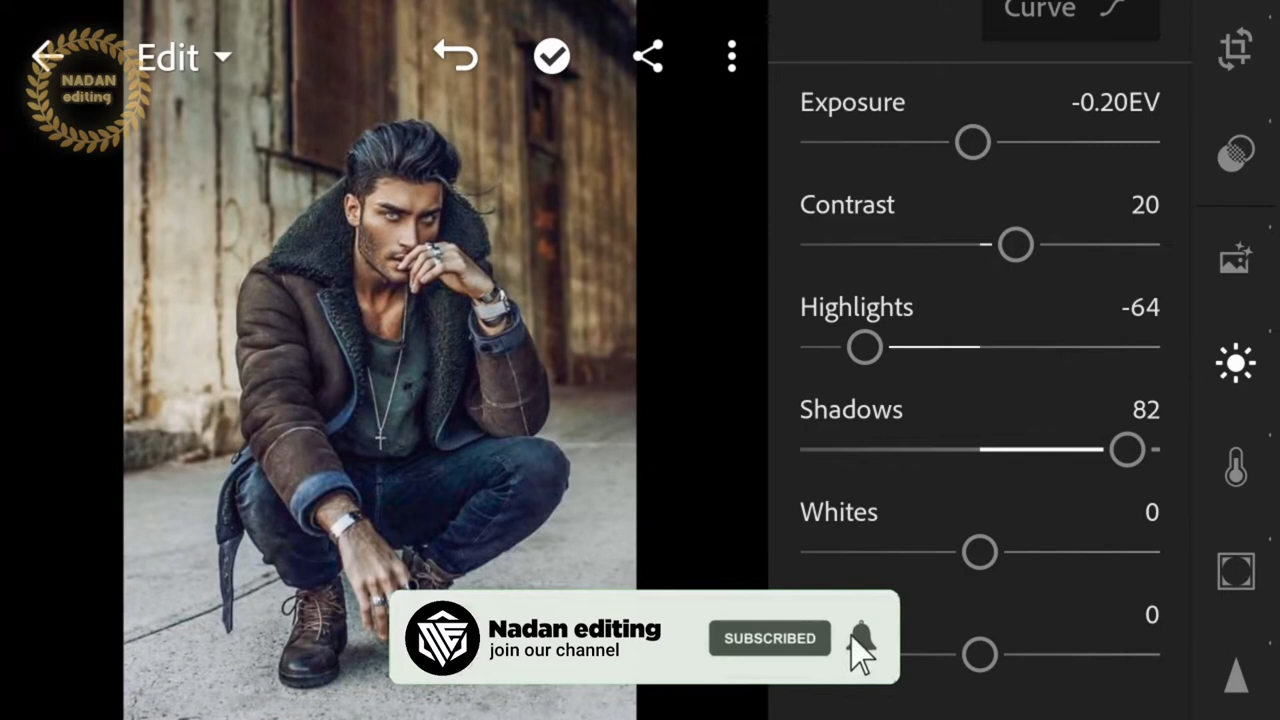 Edit
NADAN
editing
Curve
Exposure -0.20EV
Contrast 20
Highlights -64
Shadows 82
Whites 0
0
Nadan editing
join our channel
SUBSCRIBED